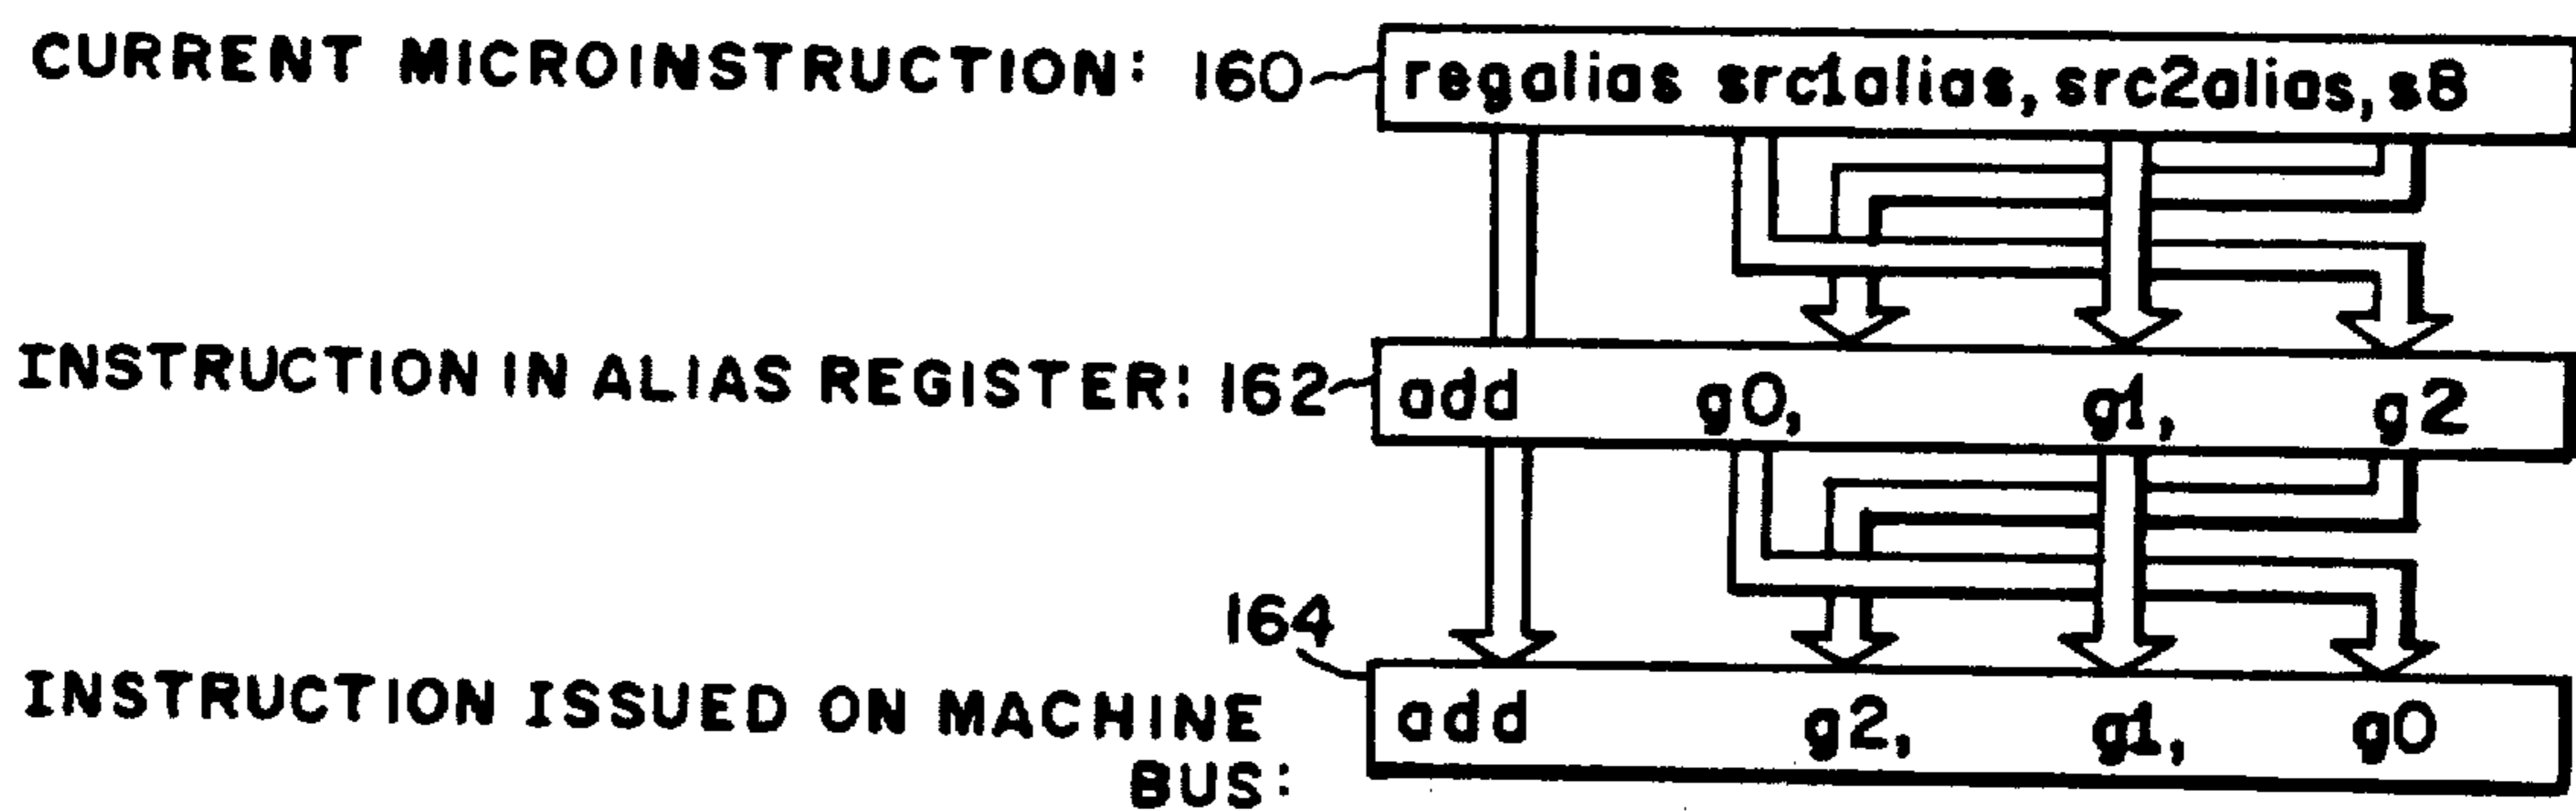 CURRENT MICROINSTRUCTION: 160 regalias src1alias, src2alias, s8
INSTRUCTION IN ALIAS REGISTER: 162 add g0, g1, g2
164
INSTRUCTION ISSUED ON MACHINE add g2, g1, g0
BUS: